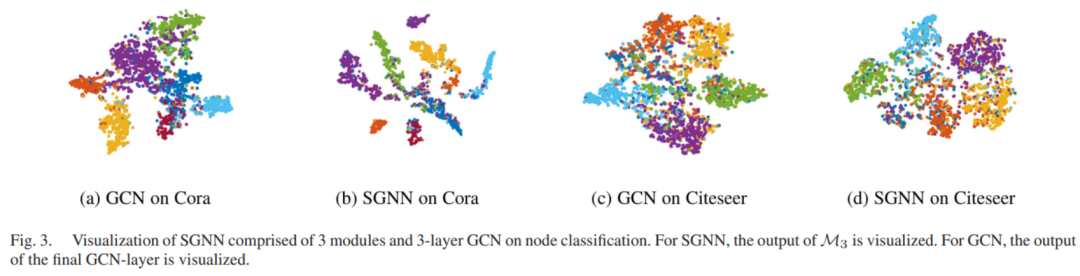 (a) GCN on Cora
(b) SGNN on Cora
(c) GCN on Citeseer
(d) SGNN on Citeseer
Fig. 3. Visualization of SGNN comprised of 3 modules and 3-layer GCN on node classification. For SGNN, the output of ℳ₃ is visualized. For GCN, the output
of the final GCN-layer is visualized.